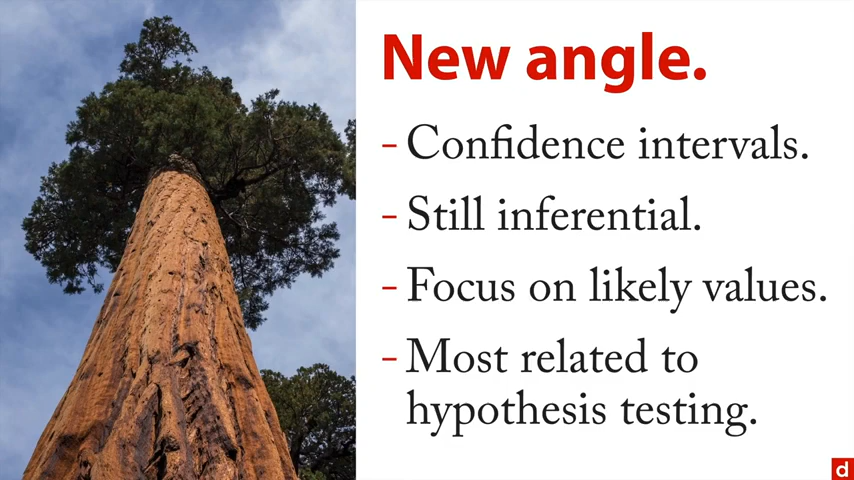 New angle.
- Confidence intervals.
- Still inferential.
- Focus on likely values.
- Most related to
hypothesis testing.
d